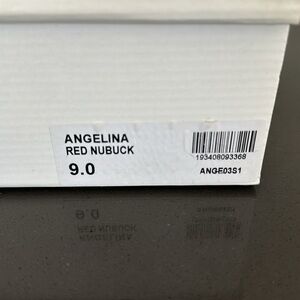 ANGELINA
RED NUBUCK
9.0
193408093368
ANGE03S1